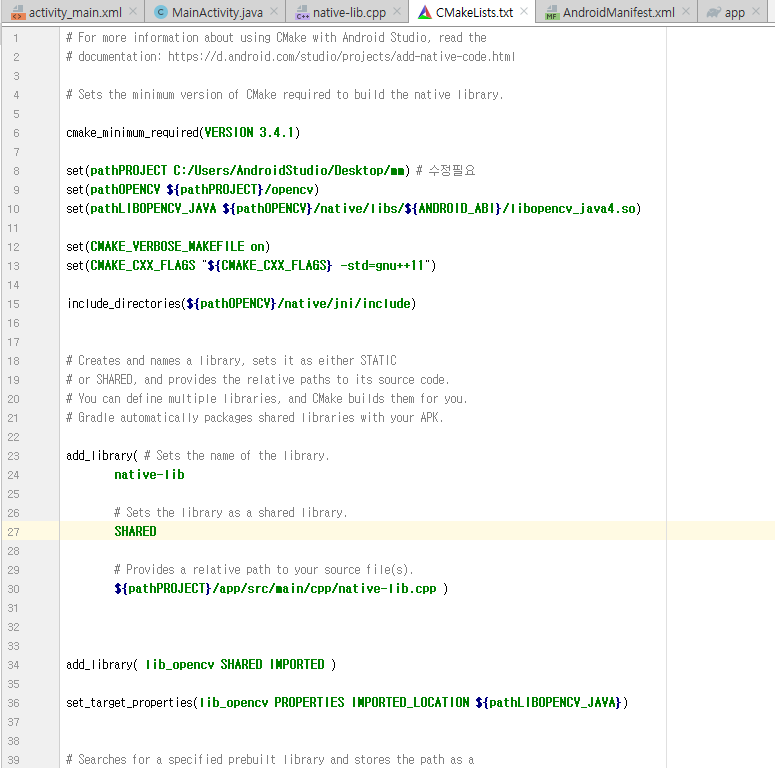 activity_main.xml MainActivity.java native-lib.cpp CMakeLists.txt AndroidManifest.xml app
1 # For more information about using CMake with Android Studio, read the
2 # documentation: https://d.android.com/studio/projects/add-native-code.html
3
4 # Sets the minimum version of CMake required to build the native library.
5
6 cmake_minimum_required(VERSION 3.4.1)
7
8 set(pathPROJECT C:/Users/AndroidStudio/Desktop/mm) # 수정필요
9 set(pathOPENCV ${pathPROJECT}/opencv)
10 set(pathLIBOPENCV_JAVA ${pathOPENCV}/native/libs/${ANDROID_ABI}/libopencv_java4.so)
11
12 set(CMAKE_VERBOSE_MAKEFILE on)
13 set(CMAKE_CXX_FLAGS "${CMAKE_CXX_FLAGS} -std=gnu++11")
14
15 include_directories(${pathOPENCV}/native/jni/include)
16
17
18 # Creates and names a library, sets it as either STATIC
19 # or SHARED, and provides the relative paths to its source code.
20 # You can define multiple libraries, and CMake builds them for you.
21 # Gradle automatically packages shared libraries with your APK.
22
23 add_library( # Sets the name of the library.
24 native-lib
25
26 # Sets the library as a shared library.
27 SHARED
28
29 # Provides a relative path to your source file(s).
30 ${pathPROJECT}/app/src/main/cpp/native-lib.cpp )
31
32
33
34 add_library( lib_opencv SHARED IMPORTED )
35
36 set_target_properties(lib_opencv PROPERTIES IMPORTED_LOCATION ${pathLIBOPENCV_JAVA})
37
38
39 # Searches for a specified prebuilt library and stores the path as a